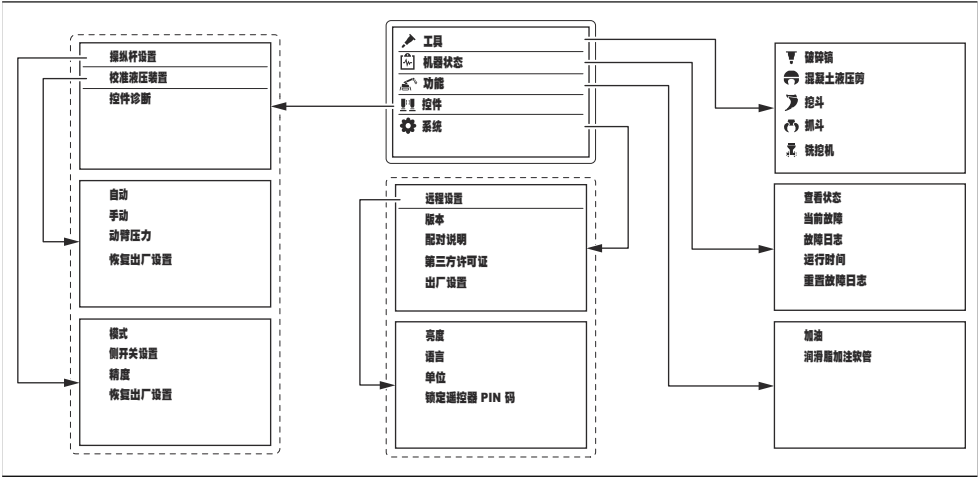 操纵杆设置
校准液压装置
控件诊断
自动
手动
动臂压力
恢复出厂设置
模式
侧开关设置
精度
恢复出厂设置
工具
机器状态
功能
控件
系统
远程设置
版本
配对说明
第三方许可证
出厂设置
亮度
语言
单位
锁定遥控器 PIN 码
破碎镐
混凝土液压剪
挖斗
抓斗
铣挖机
查看状态
当前故障
故障日志
运行时间
重置故障日志
加油
润滑脂加注软管